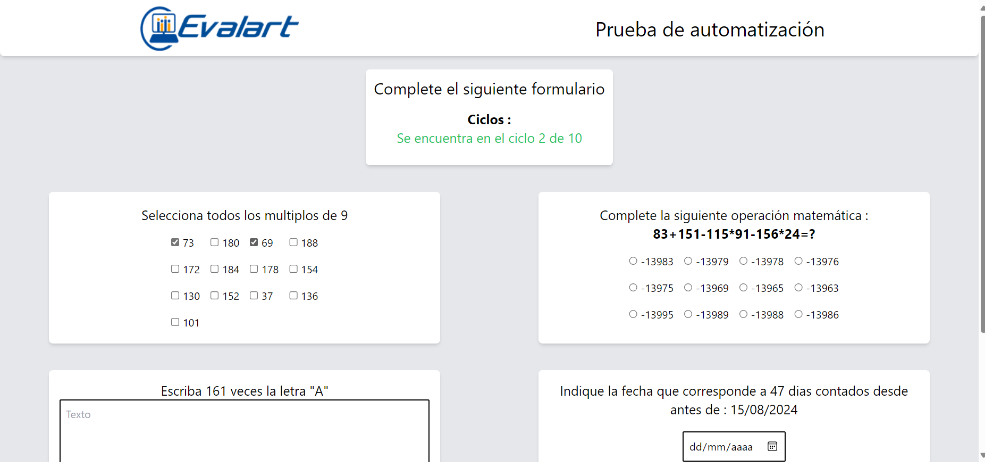 Evalart
Prueba de automatización
Complete el siguiente formulario
Ciclos :
Se encuentra en el ciclo 2 de 10
Selecciona todos los multiplos de 9
73 180 69 188
172 184 178 154
130 152 37 136
101
Complete la siguiente operación matemática :
83+151-115*91-156*24=?
-13983 -13979 -13978 -13976
-13975 -13969 -13965 -13963
-13995 -13989 -13988 -13986
Escriba 161 veces la letra "A"
Texto
Indique la fecha que corresponde a 47 dias contados desde
antes de : 15/08/2024
dd/mm/aaaa